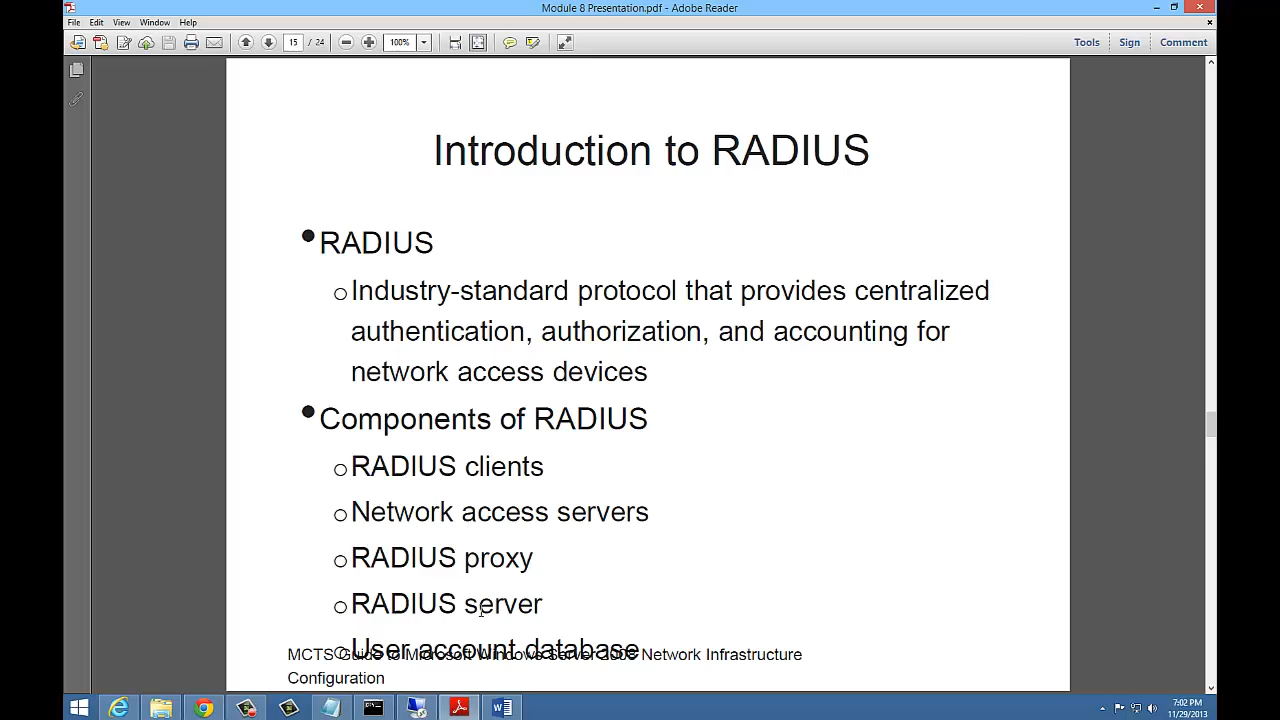 Module 8 Presentation.pdf - Adobe Reader
File Edit View Window Help
15 / 24 100% Tools Sign Comment
Introduction to RADIUS
RADIUS
Industry-standard protocol that provides centralized
authentication, authorization, and accounting for
network access devices
Components of RADIUS
RADIUS clients
Network access servers
RADIUS proxy
RADIUS server
User account database
MCTS Guide to Microsoft Windows Server 2008 Network Infrastructure
Configuration
7:02 PM
11/29/2013